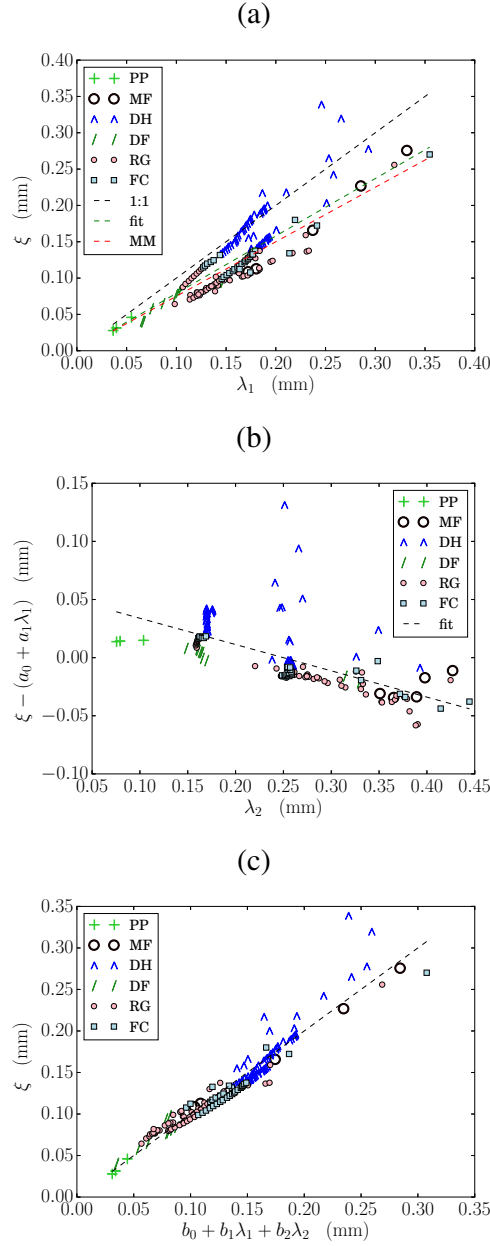 (a)
0.40
0.35
0.30
0.25
0.20
0.15
0.10
0.05
0.00
ξ (mm)
PP
MF
DH
DF
RG
FC
1:1
fit
MM
0.00 0.05 0.10 0.15 0.20 0.25 0.30 0.35 0.40
λ₁ (mm)
(b)
0.15
0.10
0.05
0.00
−0.05
−0.10
ξ − (a₀ + a₁λ₁) (mm)
PP
MF
DH
DF
RG
FC
fit
0.05 0.10 0.15 0.20 0.25 0.30 0.35 0.40 0.45
λ₂ (mm)
(c)
0.35
0.30
0.25
0.20
0.15
0.10
0.05
0.00
ξ (mm)
PP
MF
DH
DF
RG
FC
0.00 0.05 0.10 0.15 0.20 0.25 0.30 0.35
b₀ + b₁λ₁ + b₂λ₂ (mm)